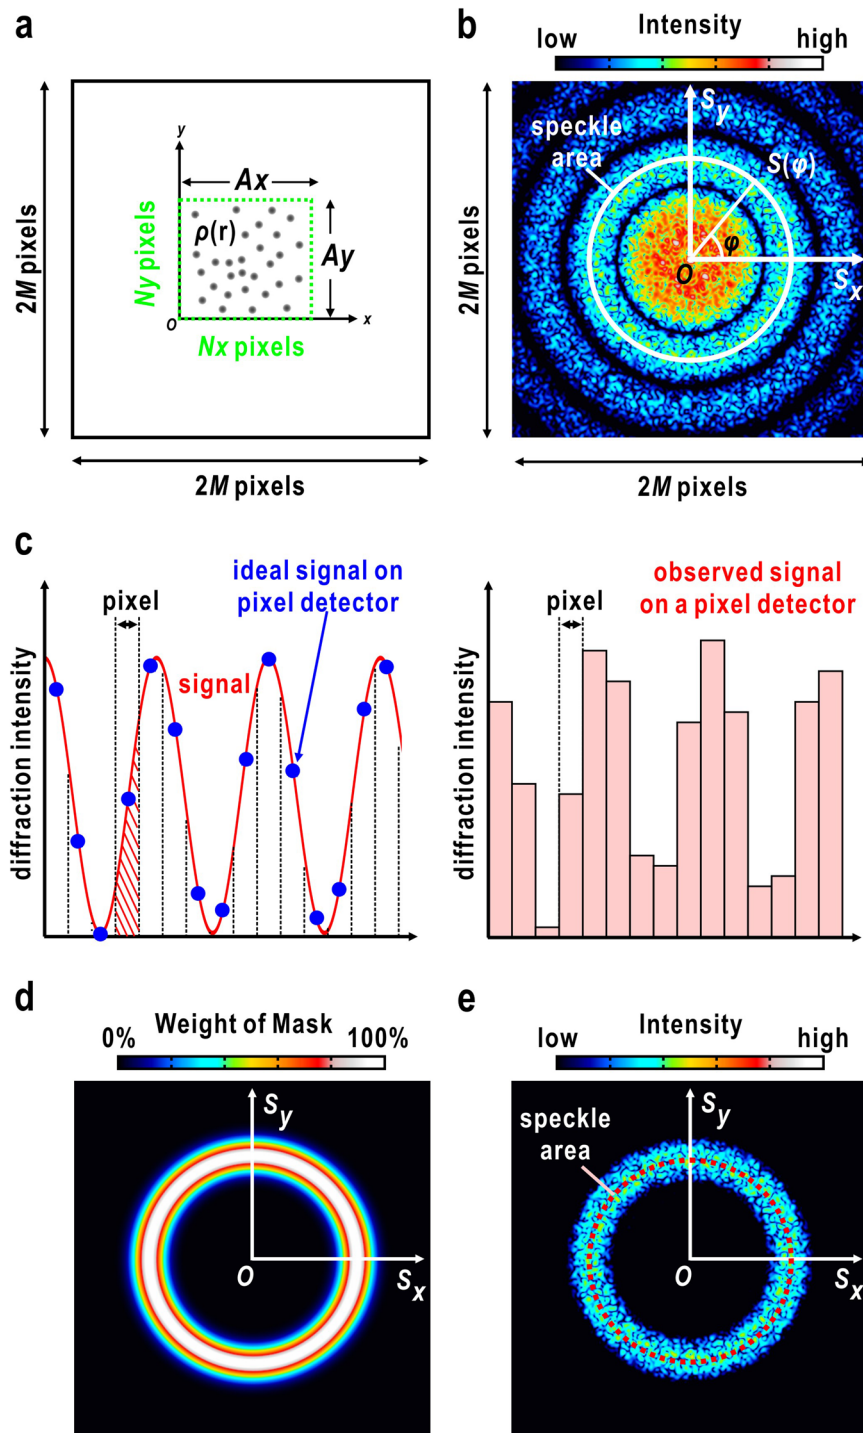 a
2M pixels
y
Ax
ρ(r)
Ay
Ny pixels
O
x
Nx pixels
2M pixels
b
Intensity
low
high
2M pixels
Sy
speckle
area
S(φ)
φ
O
Sx
2M pixels
c
diffraction intensity
pixel
ideal signal on
pixel detector
signal
diffraction intensity
pixel
observed signal
on a pixel detector
d
Weight of Mask
0%
100%
Sy
O
Sx
e
Intensity
low
high
speckle
area
Sy
O
Sx